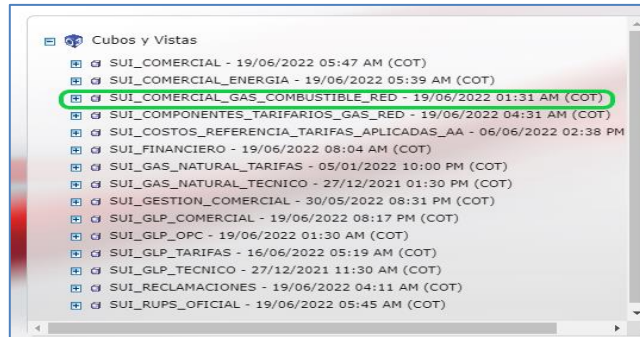 Cubos y Vistas
SUI_COMERCIAL - 19/06/2022 05:47 AM (COT)
SUI_COMERCIAL_ENERGIA - 19/06/2022 05:39 AM (COT)
SUI_COMERCIAL_GAS_COMBUSTIBLE_RED - 19/06/2022 01:31 AM (COT)
SUI_COMPONENTES_TARIFARIOS_GAS_RED - 19/06/2022 04:31 AM (COT)
SUI_COSTOS_REFERENCIA_TARIFAS_APLICADAS_AA - 06/06/2022 02:38 PM
SUI_FINANCIERO - 19/06/2022 08:04 AM (COT)
SUI_GAS_NATURAL_TARIFAS - 05/01/2022 10:00 PM (COT)
SUI_GAS_NATURAL_TECNICO - 27/12/2021 01:30 PM (COT)
SUI_GESTION_COMERCIAL - 30/05/2022 08:31 PM (COT)
SUI_GLP_COMERCIAL - 19/06/2022 08:17 PM (COT)
SUI_GLP_OPC - 19/06/2022 01:30 AM (COT)
SUI_GLP_TARIFAS - 16/06/2022 05:19 AM (COT)
SUI_GLP_TECNICO - 27/12/2021 11:30 AM (COT)
SUI_RECLAMACIONES - 19/06/2022 04:11 AM (COT)
SUI_RUPS_OFICIAL - 19/06/2022 05:45 AM (COT)